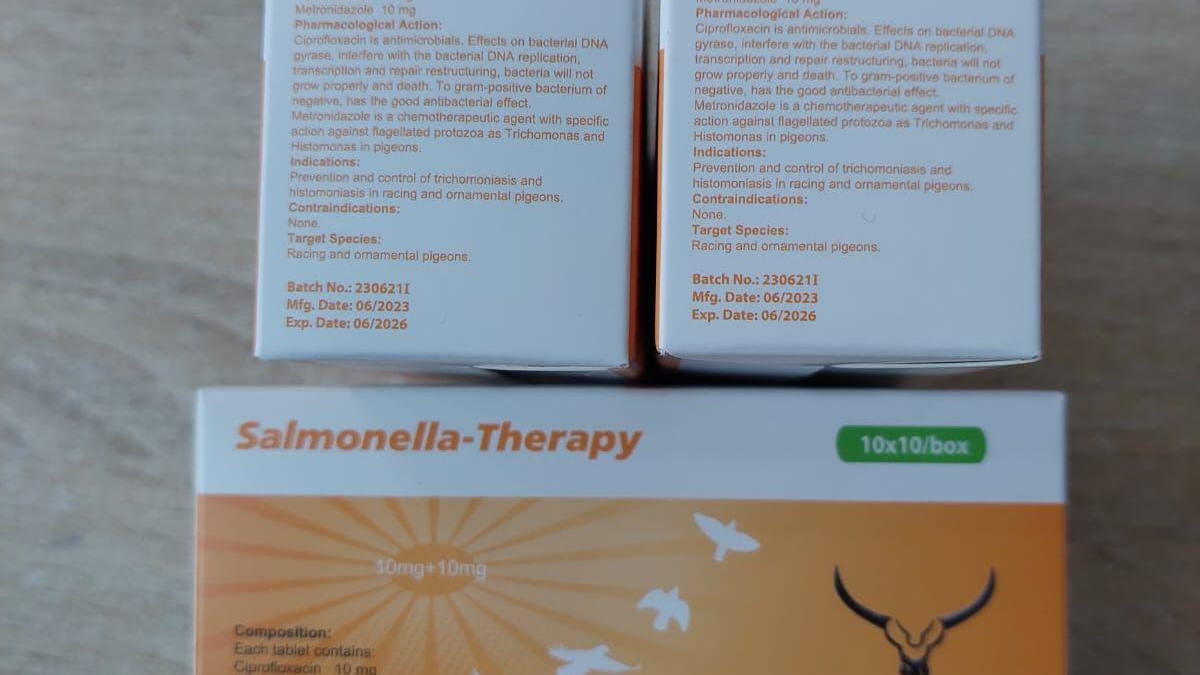 Metronidazole 10 mg
Pharmacological Action:
Ciprofloxacin is antimicrobials. Effects on bacterial DNA
gyrase, interfere with the bacterial DNA replication,
transcription and repair restructuring, bacteria will not
grow properly and death. To gram-positive bacterium of
negative, has the good antibacterial effect.
Metronidazole is a chemotherapeutic agent with specific
action against flagellated protozoa as Trichomonas and
Histomonas in pigeons.
Indications:
Prevention and control of trichomoniasis and
histomoniasis in racing and ornamental pigeons.
Contraindications:
None.
Target Species:
Racing and ornamental pigeons.
Batch No.: 230621I
Mfg. Date: 06/2023
Exp. Date: 06/2026
Metronidazole 10 mg
Pharmacological Action:
Ciprofloxacin is antimicrobials. Effects on bacterial DNA
gyrase, interfere with the bacterial DNA replication,
transcription and repair restructuring, bacteria will not
grow properly and death. To gram-positive bacterium of
negative, has the good antibacterial effect.
Metronidazole is a chemotherapeutic agent with specific
action against flagellated protozoa as Trichomonas and
Histomonas in pigeons.
Indications:
Prevention and control of trichomoniasis and
histomoniasis in racing and ornamental pigeons.
Contraindications:
None.
Target Species:
Racing and ornamental pigeons.
Batch No.: 230621I
Mfg. Date: 06/2023
Exp. Date: 06/2026
Salmonella-Therapy
10x10/box
10mg+10mg
Composition:
Each tablet contains:
Ciprofloxacin 10 mg